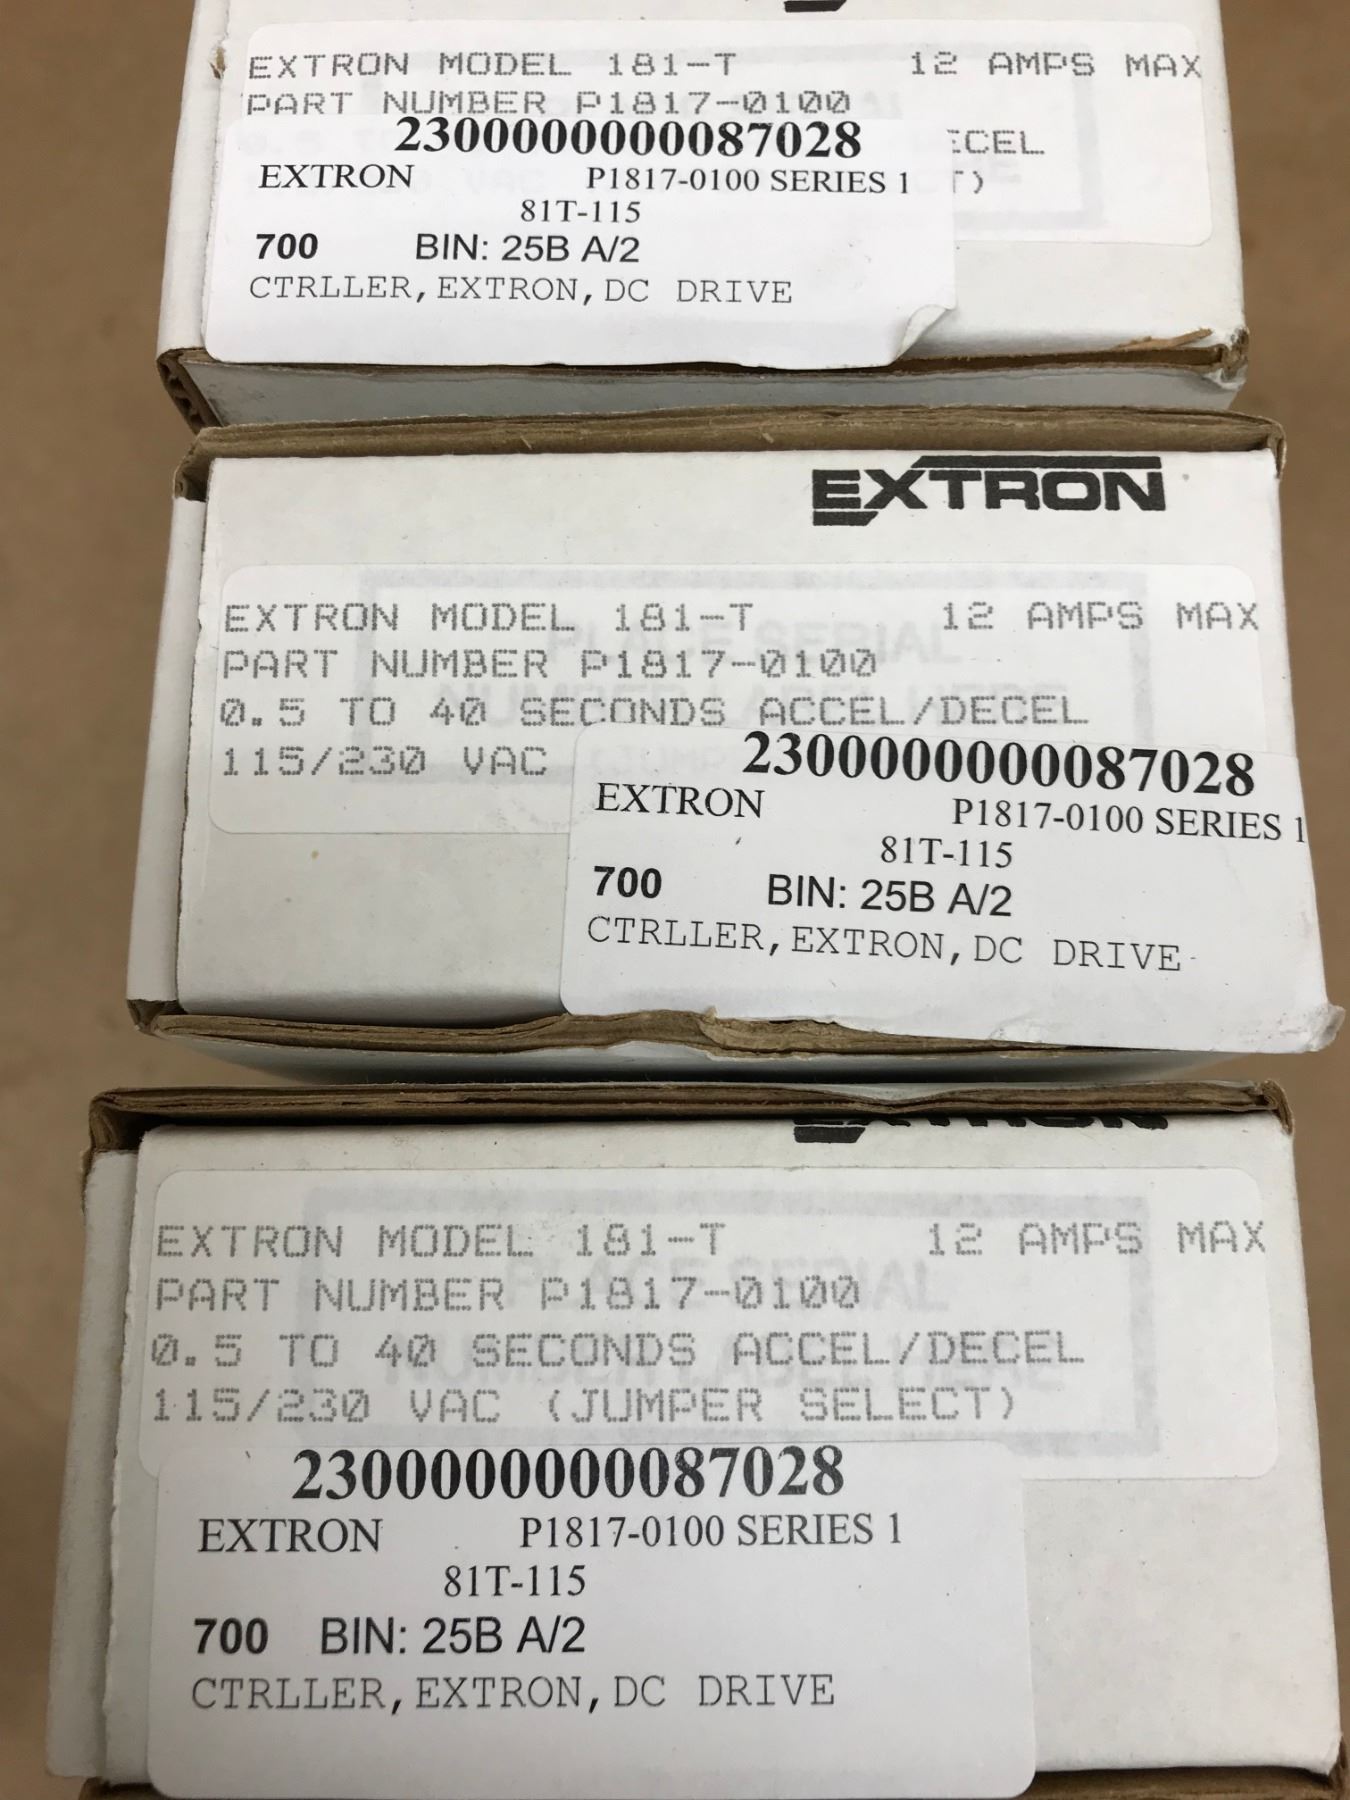 EXTRON MODEL 181-T 12 AMPS MAX
PART NUMBER P1817-0100
ECEL
T)
2300000000087028
EXTRON P1817-0100 SERIES 1
81T-115
700 BIN: 25B A/2
CTRLLER,EXTRON,DC DRIVE
EXTRON
EXTRON MODEL 181-T 12 AMPS MAX
PART NUMBER P1817-0100
0.5 TO 40 SECONDS ACCEL/DECEL
115/230 VAC (JUMP
2300000000087028
EXTRON P1817-0100 SERIES 1
81T-115
700 BIN: 25B A/2
CTRLLER,EXTRON,DC DRIVE
EXTRON
EXTRON MODEL 181-T 12 AMPS MAX
PART NUMBER P1817-0100
0.5 TO 40 SECONDS ACCEL/DECEL
115/230 VAC (JUMPER SELECT)
2300000000087028
EXTRON P1817-0100 SERIES 1
81T-115
700 BIN: 25B A/2
CTRLLER,EXTRON,DC DRIVE